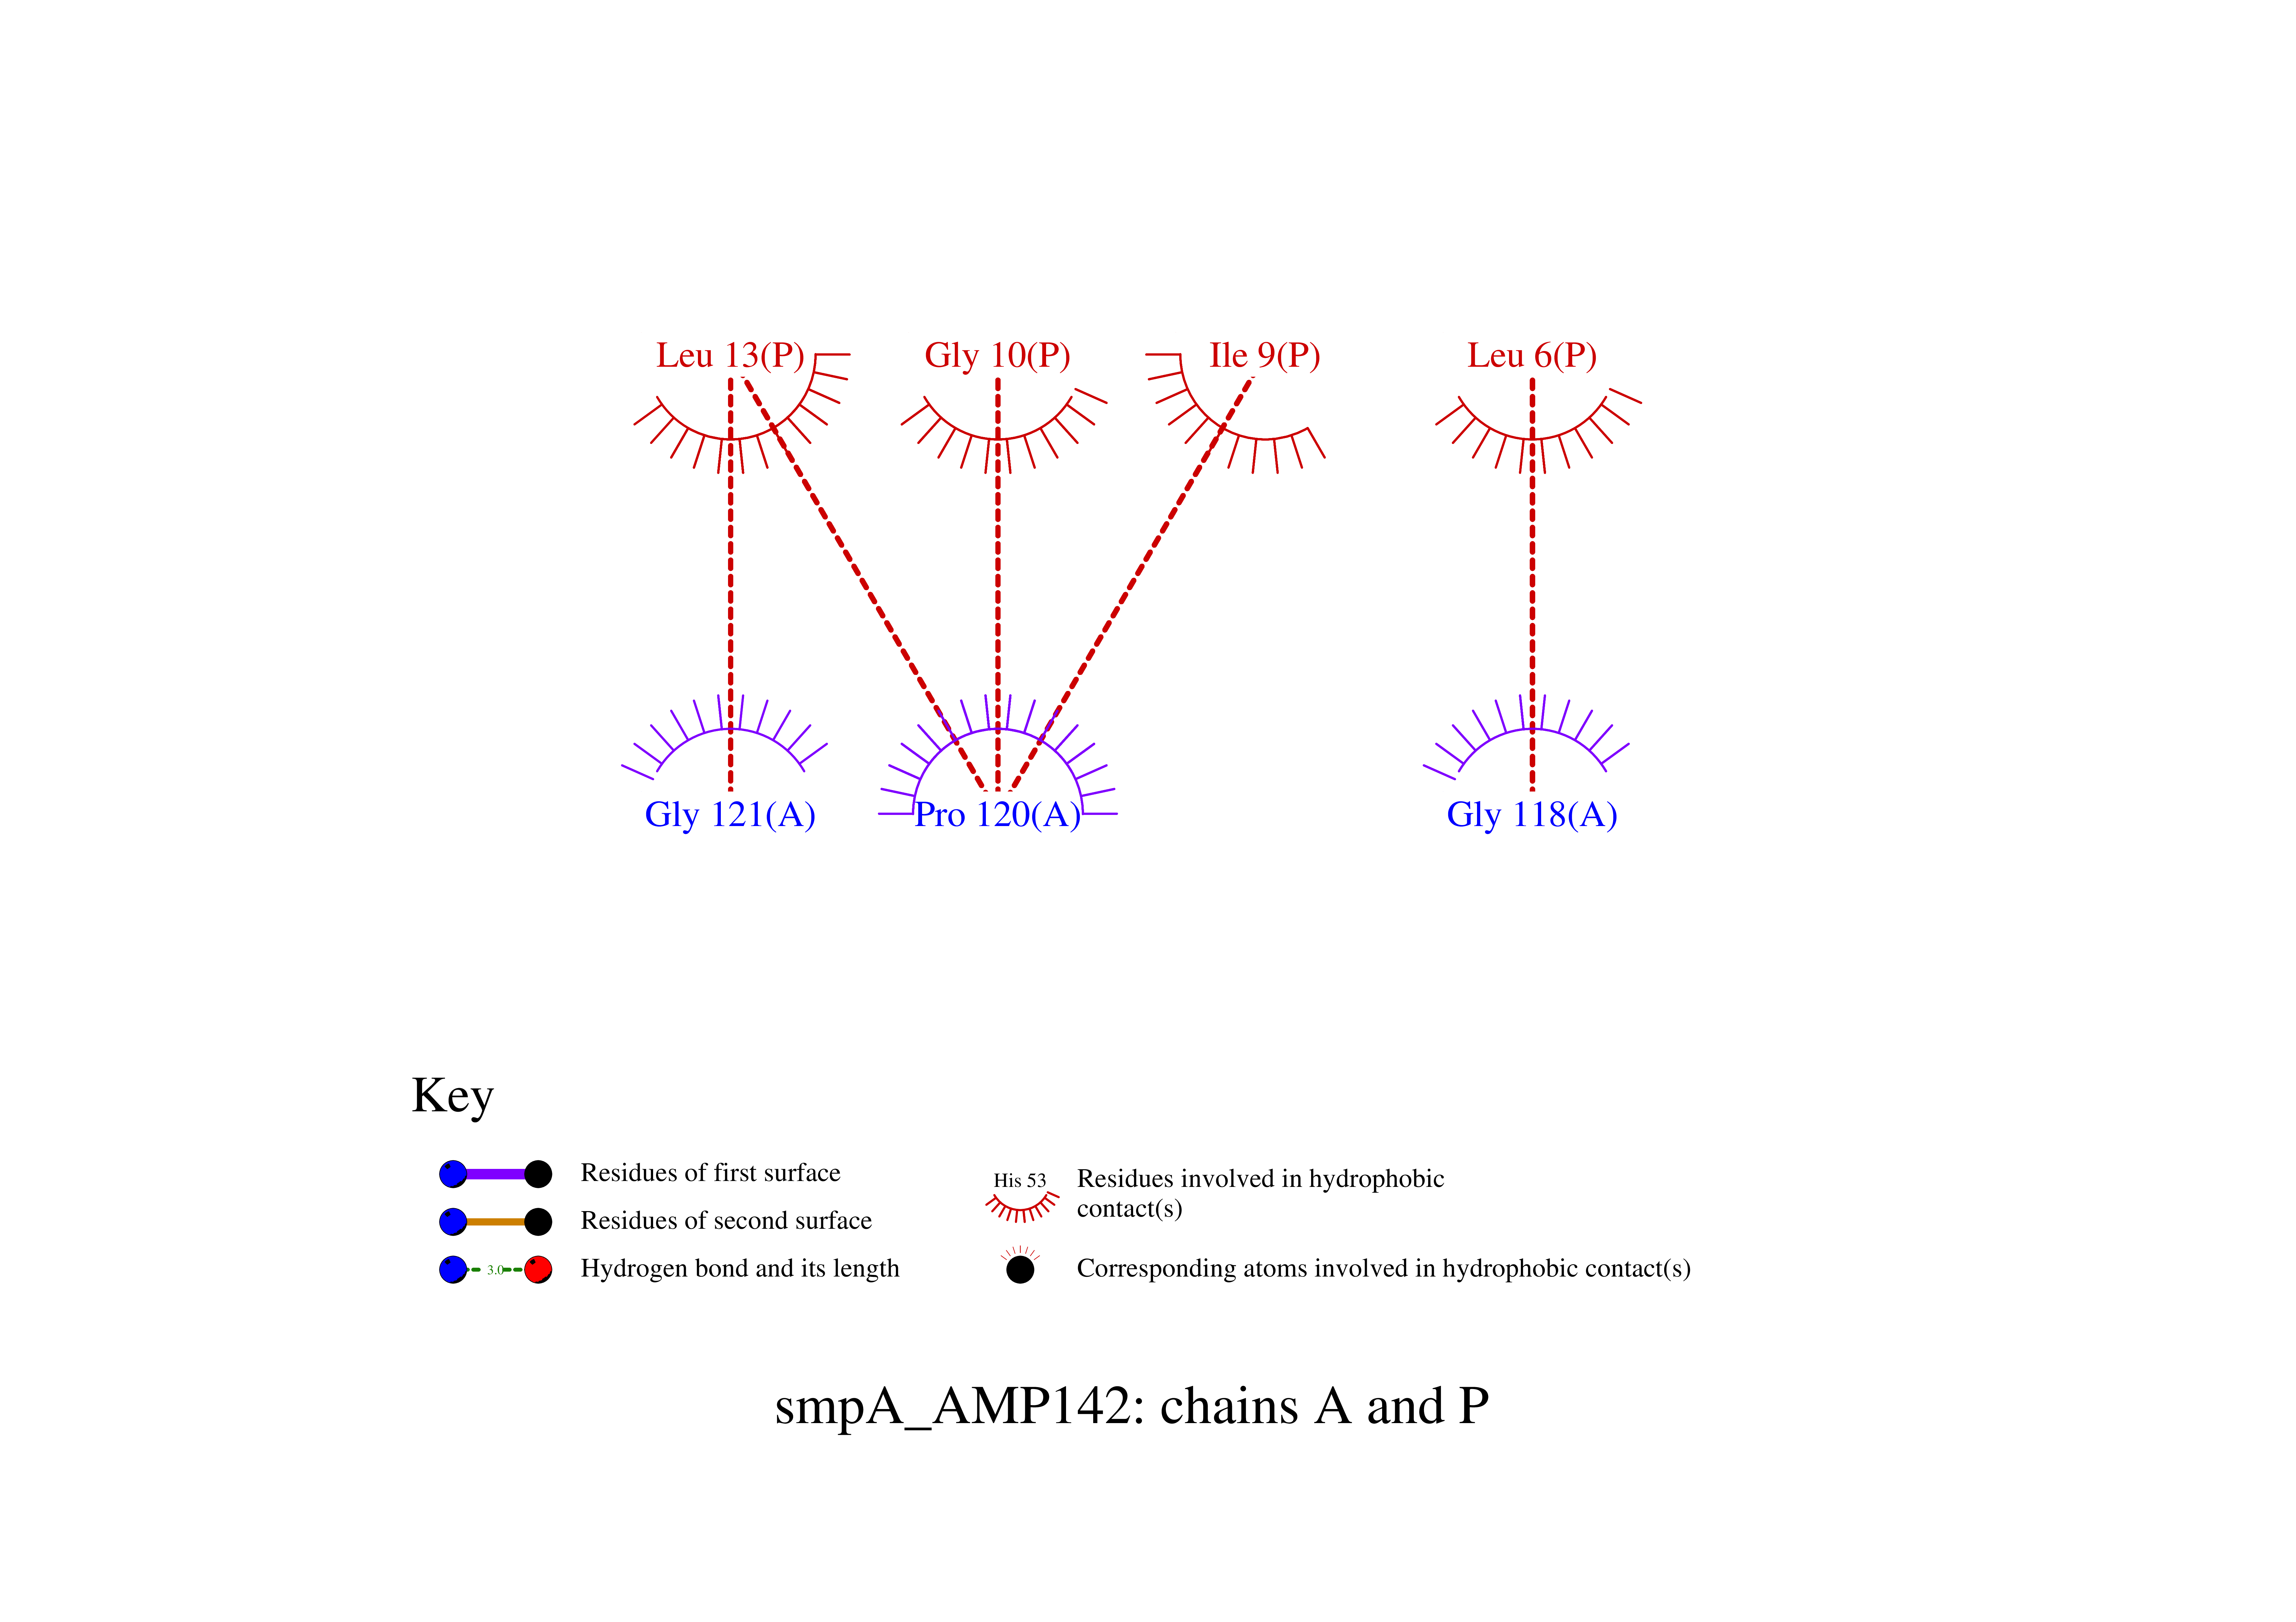 Leu 13(P) Gly 10(P) Ile 9(P) Leu 6(P)
Gly 121(A) Pro 120(A) Gly 118(A)
Key
Residues of first surface
Residues of second surface
3.0 Hydrogen bond and its length
His 53 Residues involved in hydrophobic
contact(s)
Corresponding atoms involved in hydrophobic contact(s)
smpA_AMP142: chains A and P